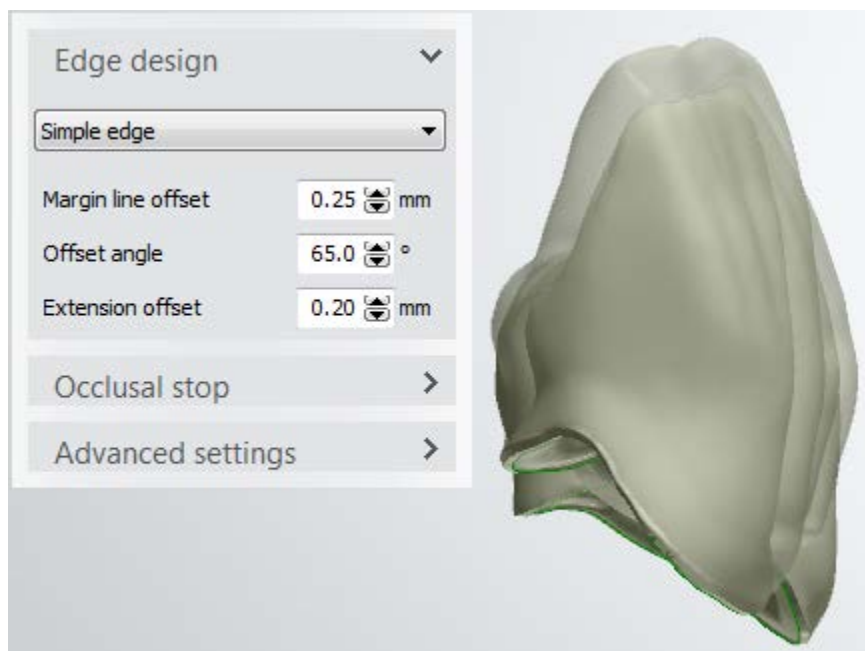 Edge design
Simple edge
Margin line offset 0.25 mm
Offset angle 65.0 °
Extension offset 0.20 mm
Occlusal stop
Advanced settings